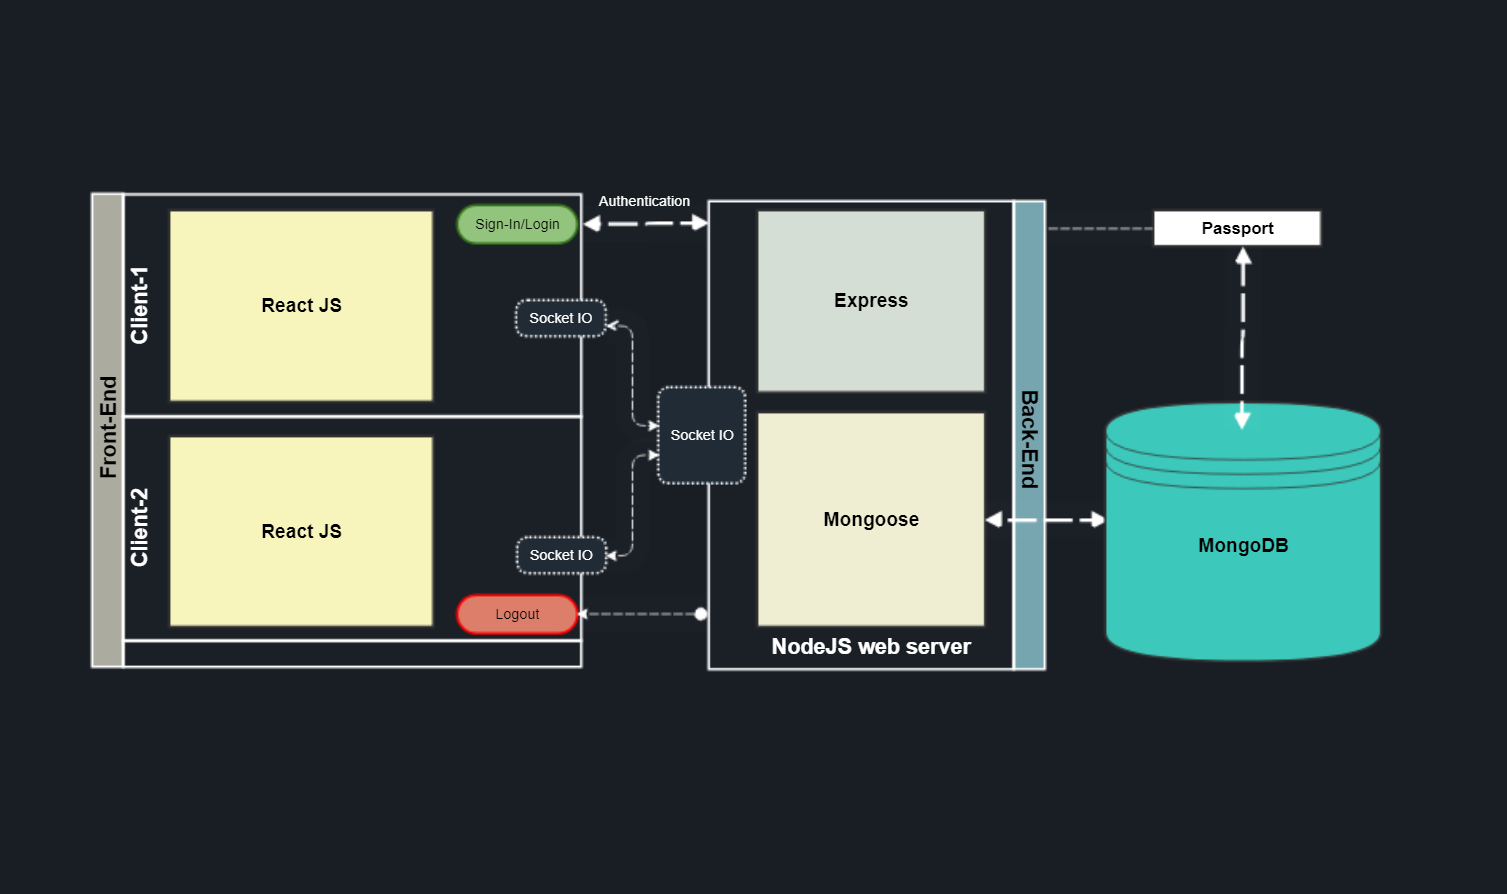 Front-End
Client-1
React JS
Sign-In/Login
Authentication
Socket IO
Client-2
React JS
Socket IO
Logout
Socket IO
Express
Mongoose
NodeJS web server
Back-End
Passport
MongoDB